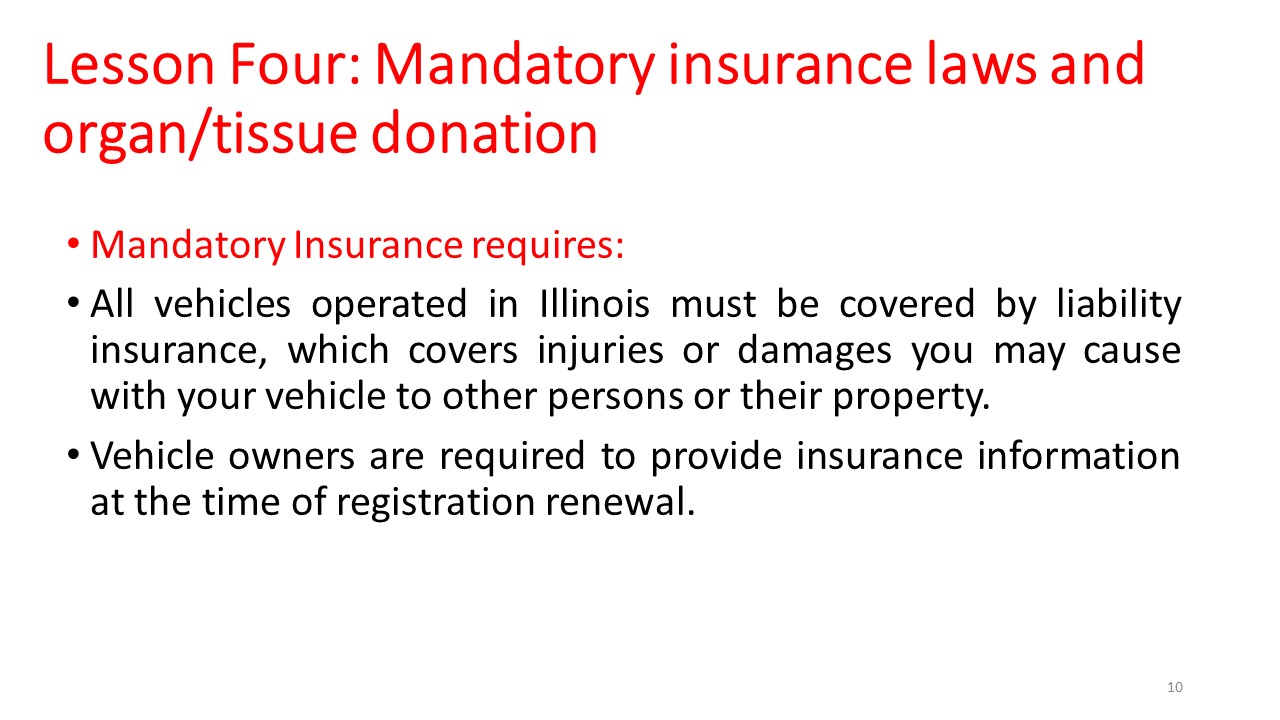 Lesson Four: Mandatory insurance laws and
organ/tissue donation
• Mandatory Insurance requires:
• All vehicles operated in Illinois must be covered by liability
insurance, which covers injuries or damages you may cause
with your vehicle to other persons or their property.
• Vehicle owners are required to provide insurance information
at the time of registration renewal.
10